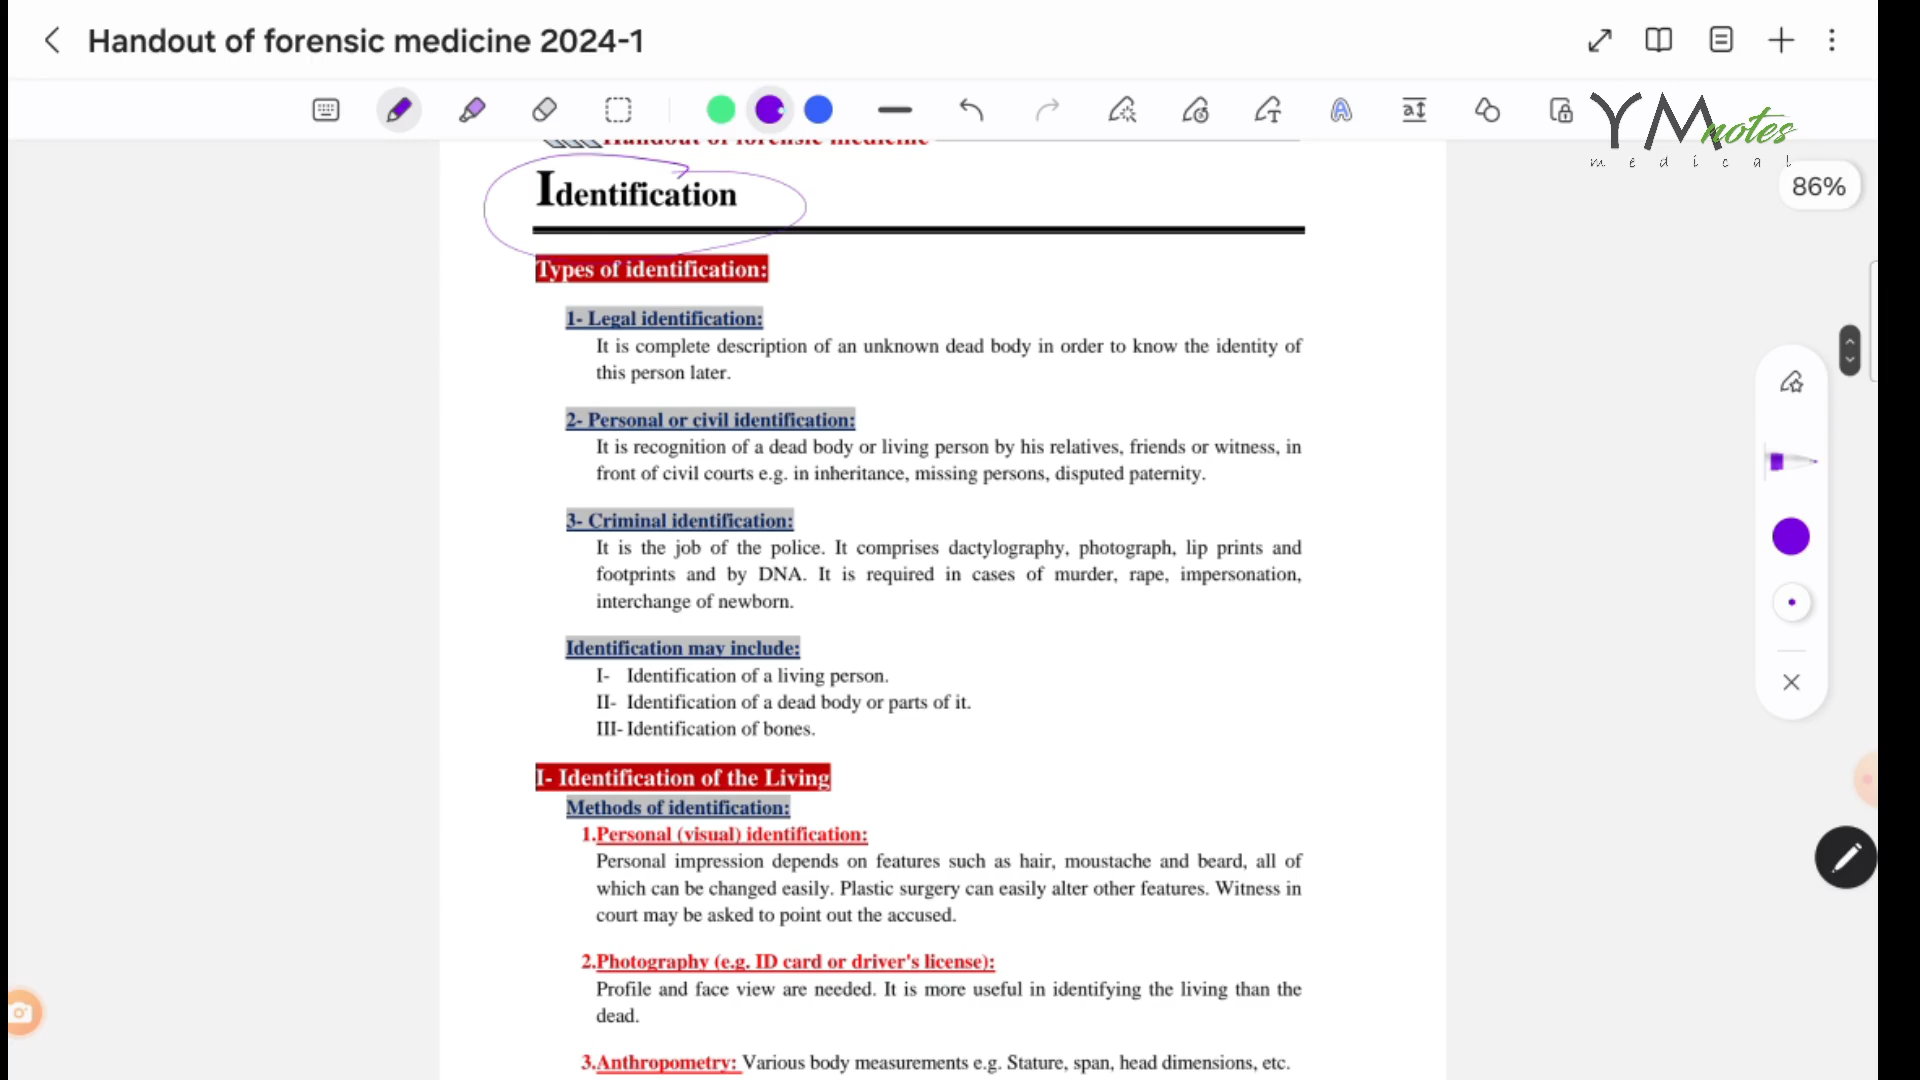 Handout of forensic medicine 2024-1
YM notes
medical
86%
Handout of forensic medicine
Identification
Types of identification:
1- Legal identification:
It is complete description of an unknown dead body in order to know the identity of
this person later.
2- Personal or civil identification:
It is recognition of a dead body or living person by his relatives, friends or witness, in
front of civil courts e.g. in inheritance, missing persons, disputed paternity.
3- Criminal identification:
It is the job of the police. It comprises dactylography, photograph, lip prints and
footprints and by DNA. It is required in cases of murder, rape, impersonation,
interchange of newborn.
Identification may include:
I- Identification of a living person.
II- Identification of a dead body or parts of it.
III- Identification of bones.
I- Identification of the Living
Methods of identification:
1.Personal (visual) identification:
Personal impression depends on features such as hair, moustache and beard, all of
which can be changed easily. Plastic surgery can easily alter other features. Witness in
court may be asked to point out the accused.
2.Photography (e.g. ID card or driver's license):
Profile and face view are needed. It is more useful in identifying the living than the
dead.
3.Anthropometry: Various body measurements e.g. Stature, span, head dimensions, etc.